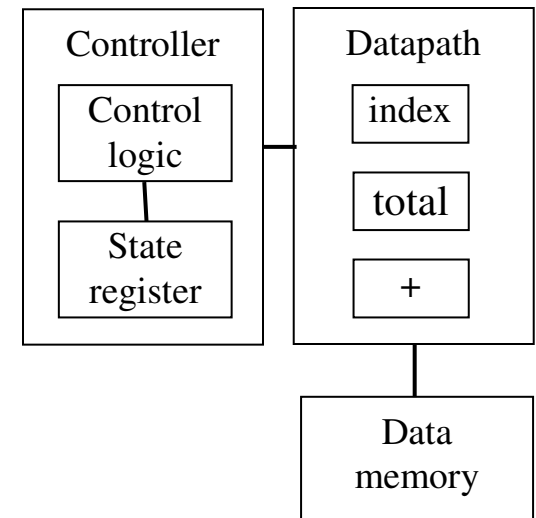 Controller
Control
logic
State
register
Datapath
index
total
+
Data
memory